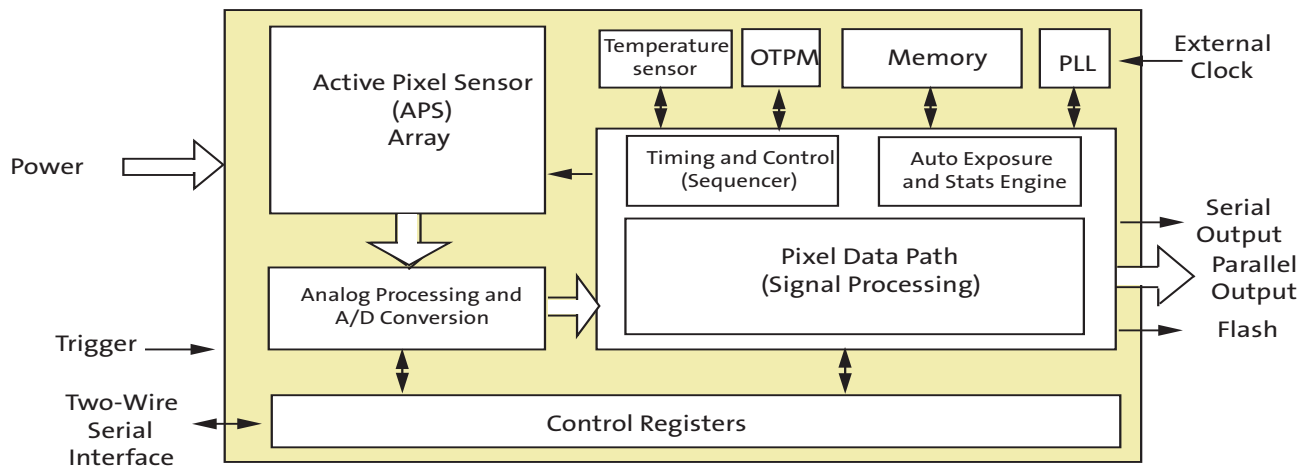 Temperature
sensor
OTPM
Memory
PLL
External
Clock
Active Pixel Sensor
(APS)
Array
Power
Timing and Control
(Sequencer)
Auto Exposure
and Stats Engine
Serial
Output
Pixel Data Path
(Signal Processing)
Parallel
Output
Analog Processing and
A/D Conversion
Flash
Trigger
Two-Wire
Serial
Interface
Control Registers